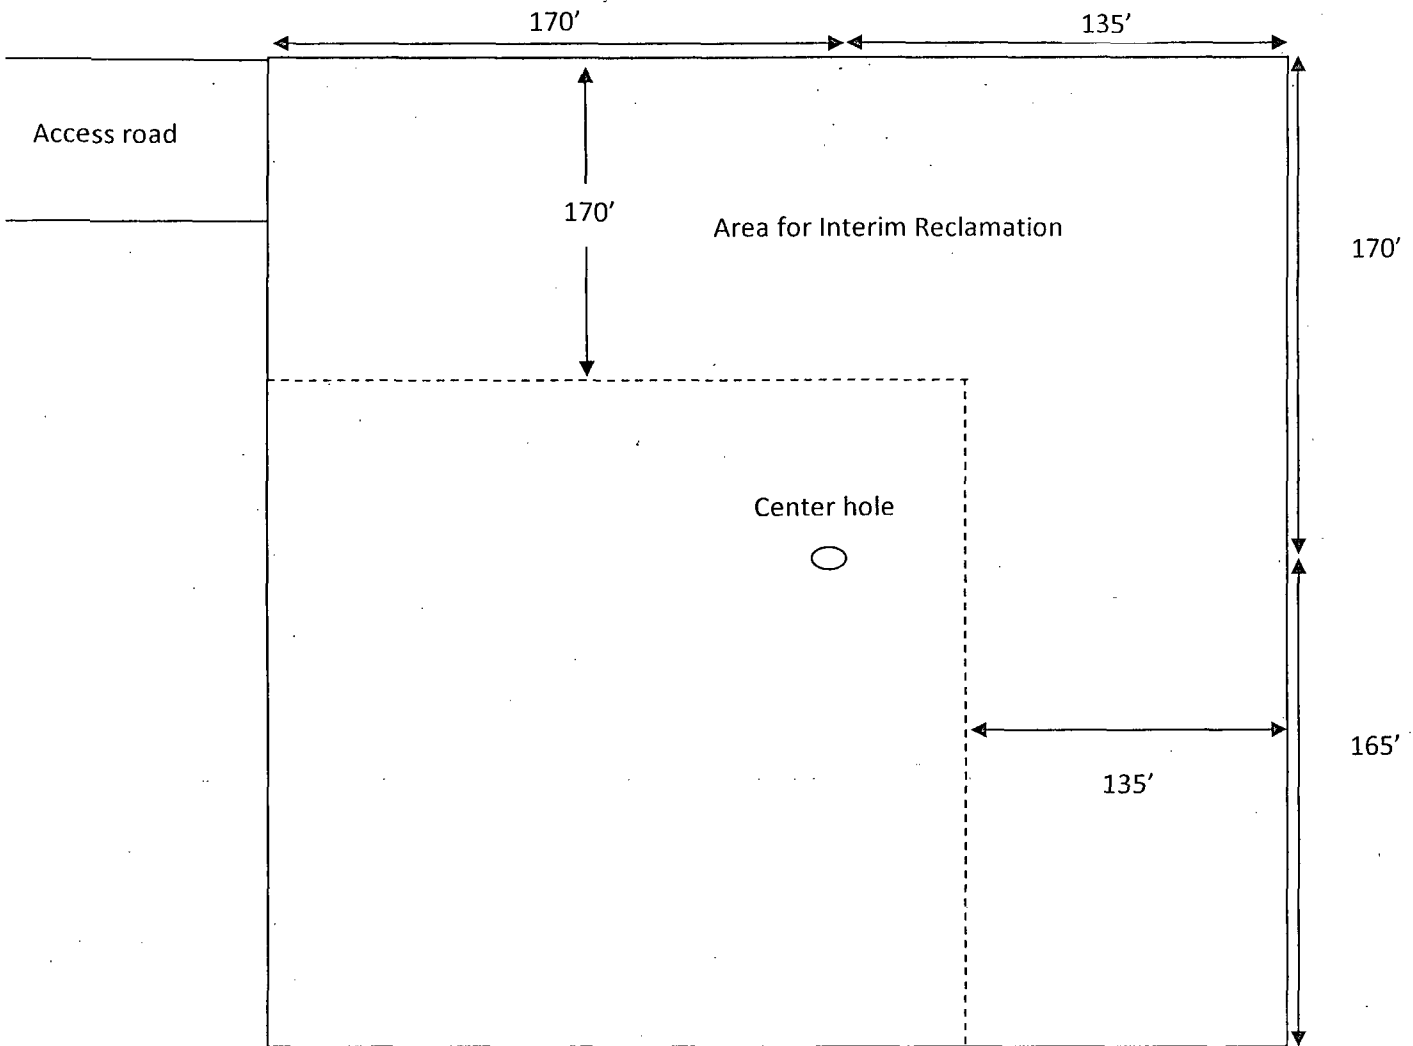 170’
135’
Access road
170’
Area for Interim Reclamation
170’
Center hole
165’
135’